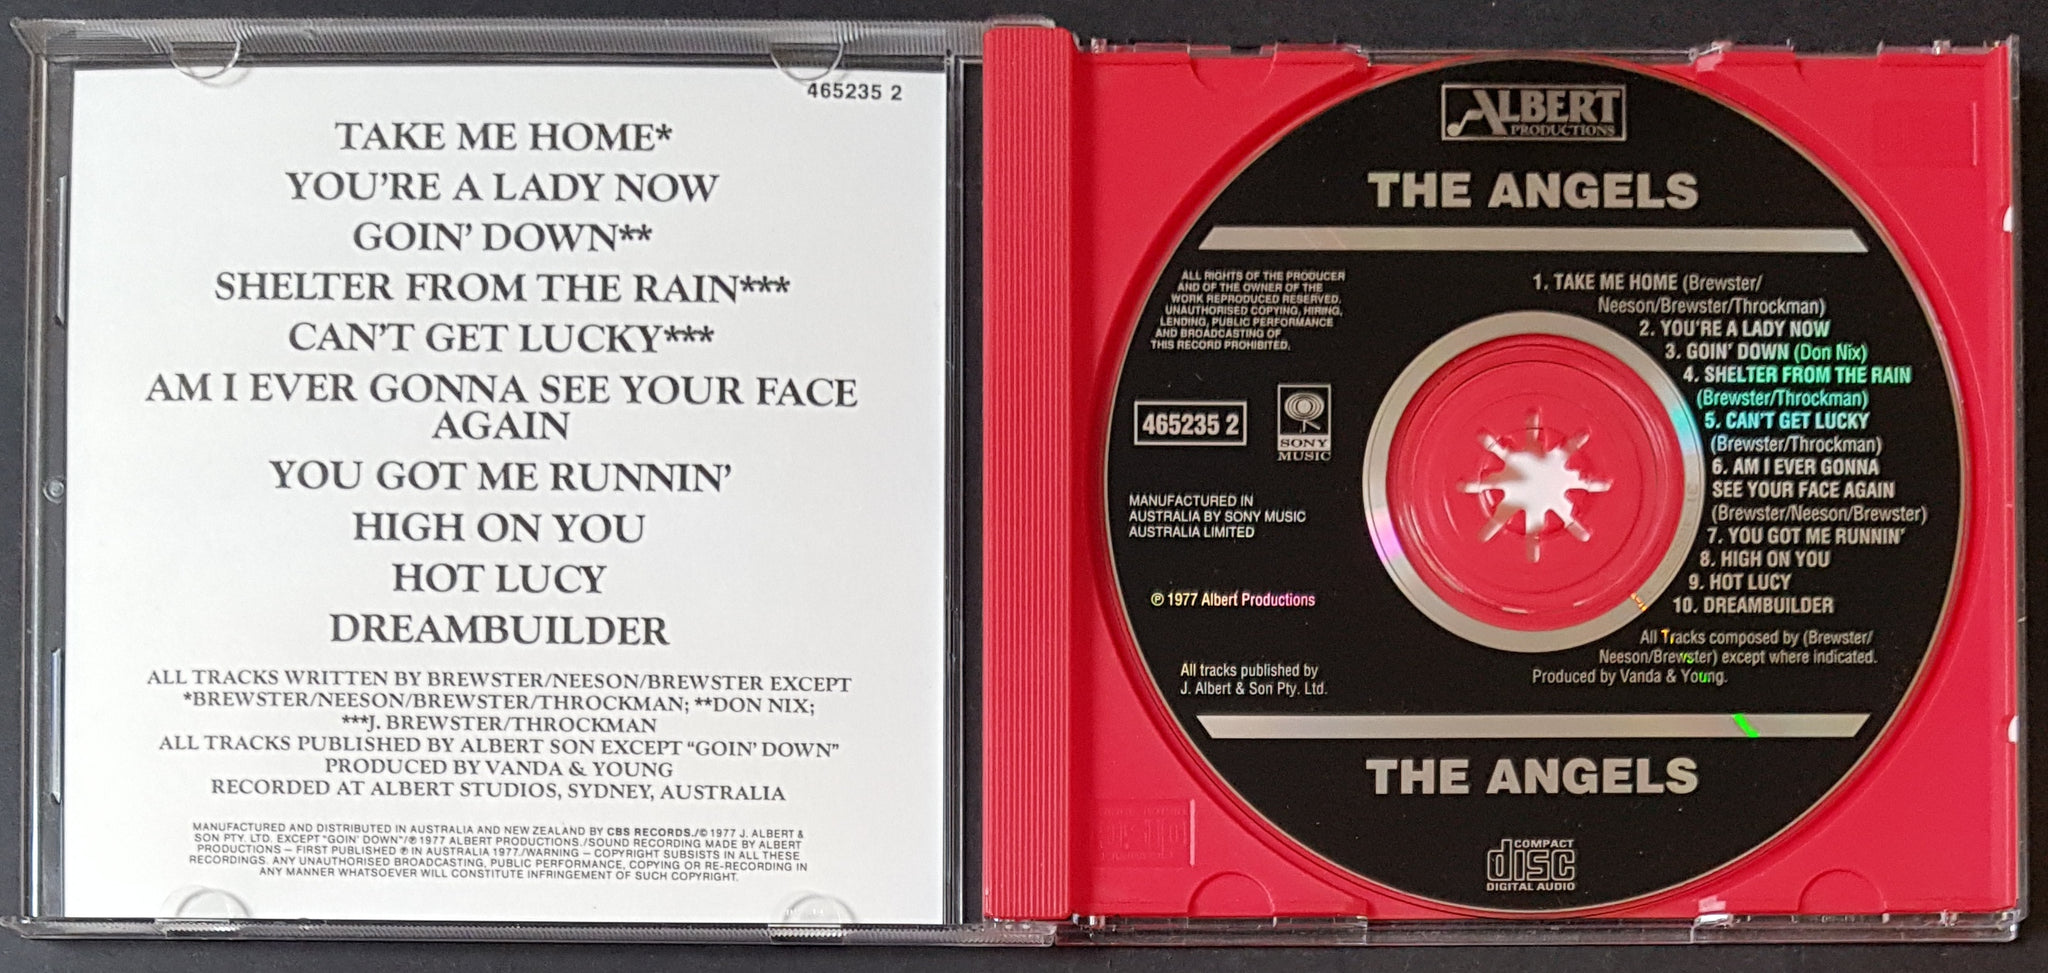 465235 2
TAKE ME HOME*
YOU'RE A LADY NOW
GOIN' DOWN**
SHELTER FROM THE RAIN***
CAN'T GET LUCKY***
AM I EVER GONNA SEE YOUR FACE
AGAIN
YOU GOT ME RUNNIN'
HIGH ON YOU
HOT LUCY
DREAMBUILDER
ALL TRACKS WRITTEN BY BREWSTER/NEESON/BREWSTER EXCEPT
*BREWSTER/NEESON/BREWSTER/THROCKMAN; **DON NIX;
***J. BREWSTER/THROCKMAN
ALL TRACKS PUBLISHED BY ALBERT SON EXCEPT "GOIN' DOWN"
PRODUCED BY VANDA & YOUNG
RECORDED AT ALBERT STUDIOS, SYDNEY, AUSTRALIA
MANUFACTURED AND DISTRIBUTED IN AUSTRALIA AND NEW ZEALAND BY CBS RECORDS./© 1977 J. ALBERT &
SON PTY. LTD. EXCEPT "GOIN' DOWN"/℗ 1977 ALBERT PRODUCTIONS./SOUND RECORDING MADE BY ALBERT
PRODUCTIONS – FIRST PUBLISHED ℗ IN AUSTRALIA 1977./WARNING – COPYRIGHT SUBSISTS IN ALL THESE
RECORDINGS. ANY UNAUTHORISED BROADCASTING, PUBLIC PERFORMANCE, COPYING OR RE-RECORDING IN
ANY MANNER WHATSOEVER WILL CONSTITUTE INFRINGEMENT OF SUCH COPYRIGHT.
ALBERT
PRODUCTIONS
THE ANGELS
ALL RIGHTS OF THE PRODUCER
AND OF THE OWNER OF THE
WORK REPRODUCED RESERVED.
UNAUTHORISED COPYING, HIRING,
LENDING, PUBLIC PERFORMANCE
AND BROADCASTING OF
THIS RECORD PROHIBITED.
465235 2
SONY
MUSIC
MANUFACTURED IN
AUSTRALIA BY SONY MUSIC
AUSTRALIA LIMITED
℗ 1977 Albert Productions
All tracks published by
J. Albert & Son Pty. Ltd.
1. TAKE ME HOME (Brewster/
Neeson/Brewster/Throckman)
2. YOU'RE A LADY NOW
3. GOIN' DOWN (Don Nix)
4. SHELTER FROM THE RAIN
(Brewster/Throckman)
5. CAN'T GET LUCKY
(Brewster/Throckman)
6. AM I EVER GONNA
SEE YOUR FACE AGAIN
(Brewster/Neeson/Brewster)
7. YOU GOT ME RUNNIN'
8. HIGH ON YOU
9. HOT LUCY
10. DREAMBUILDER
All Tracks composed by (Brewster/
Neeson/Brewster) except where indicated.
Produced by Vanda & Young.
THE ANGELS
COMPACT
disc
DIGITAL AUDIO